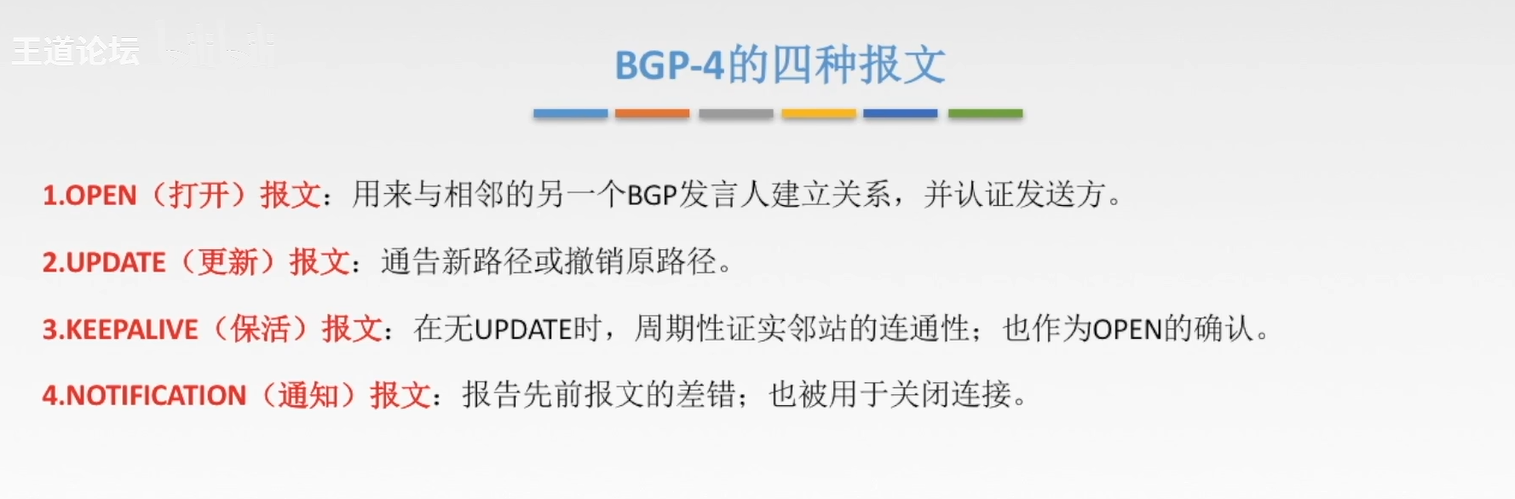 王道论坛
BGP-4的四种报文
1.OPEN（打开）报文：用来与相邻的另一个BGP发言人建立关系，并认证发送方。
2.UPDATE（更新）报文：通告新路径或撤销原路径。
3.KEEPALIVE（保活）报文：在无UPDATE时，周期性证实邻站的连通性；也作为OPEN的确认。
4.NOTIFICATION（通知）报文：报告先前报文的差错；也被用于关闭连接。